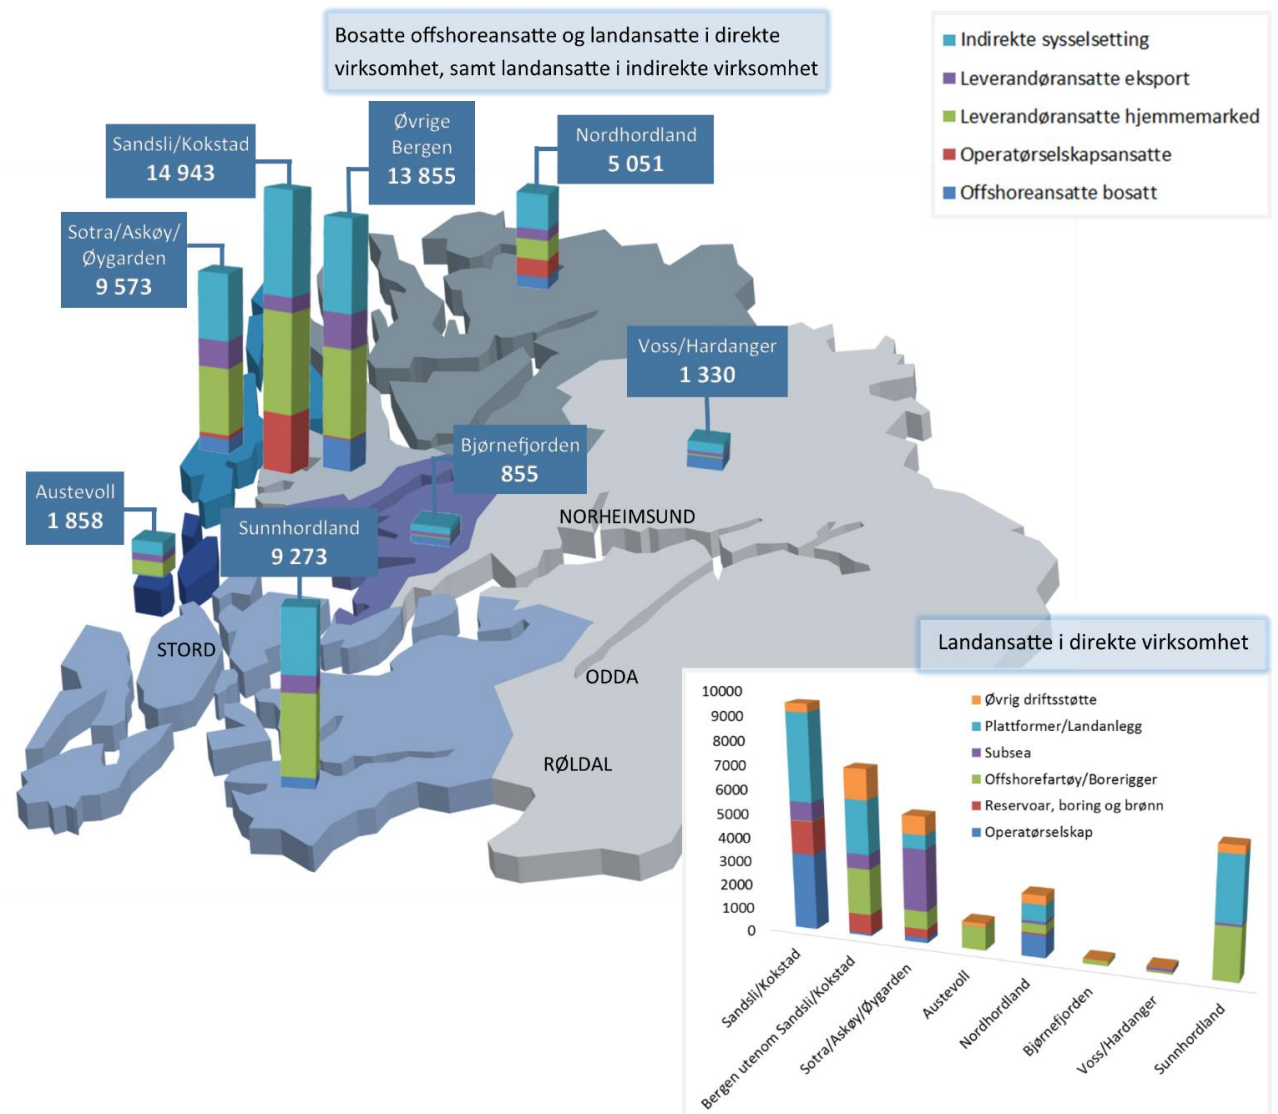 Bosatte offshoreansatte og landansatte i direkte
virksomhet, samt landansatte i indirekte virksomhet
Indirekte sysselsetting
Leverandøransatte eksport
Leverandøransatte hjemmemarked
Operatørselskapsansatte
Offshoreansatte bosatt
Sandsli/Kokstad
14 943
Øvrige
Bergen
13 855
Nordhordland
5 051
Sotra/Askøy/
Øygarden
9 573
Voss/Hardanger
1 330
Bjørnefjorden
855
Austevoll
1 858
Sunnhordland
9 273
NORHEIMSUND
STORD
ODDA
RØLDAL
Landansatte i direkte virksomhet
10000
9000
8000
7000
6000
5000
4000
3000
2000
1000
0
Øvrig driftsstøtte
Plattformer/Landanlegg
Subsea
Offshorefartøy/Borerigger
Reservoar, boring og brønn
Operatørselskap
Sandsli/Kokstad
Bergen utenom Sandsli/Kokstad
Sotra/Askøy/Øygarden
Austevoll
Nordhordland
Bjørnefjorden
Voss/Hardanger
Sunnhordland